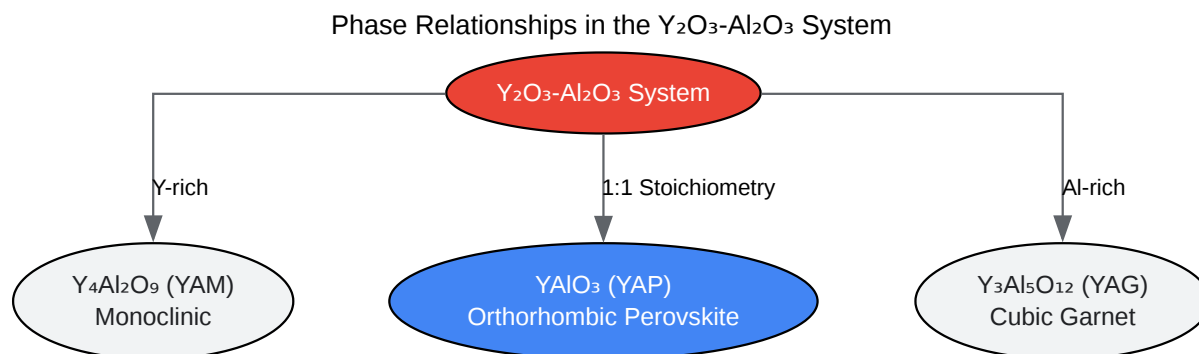 Phase Relationships in the Y₂O₃-Al₂O₃ System
Y₂O₃-Al₂O₃ System
Y-rich
1:1 Stoichiometry
Al-rich
Y₄Al₂O₉ (YAM)
Monoclinic
YAlO₃ (YAP)
Orthorhombic Perovskite
Y₃Al₅O₁₂ (YAG)
Cubic Garnet